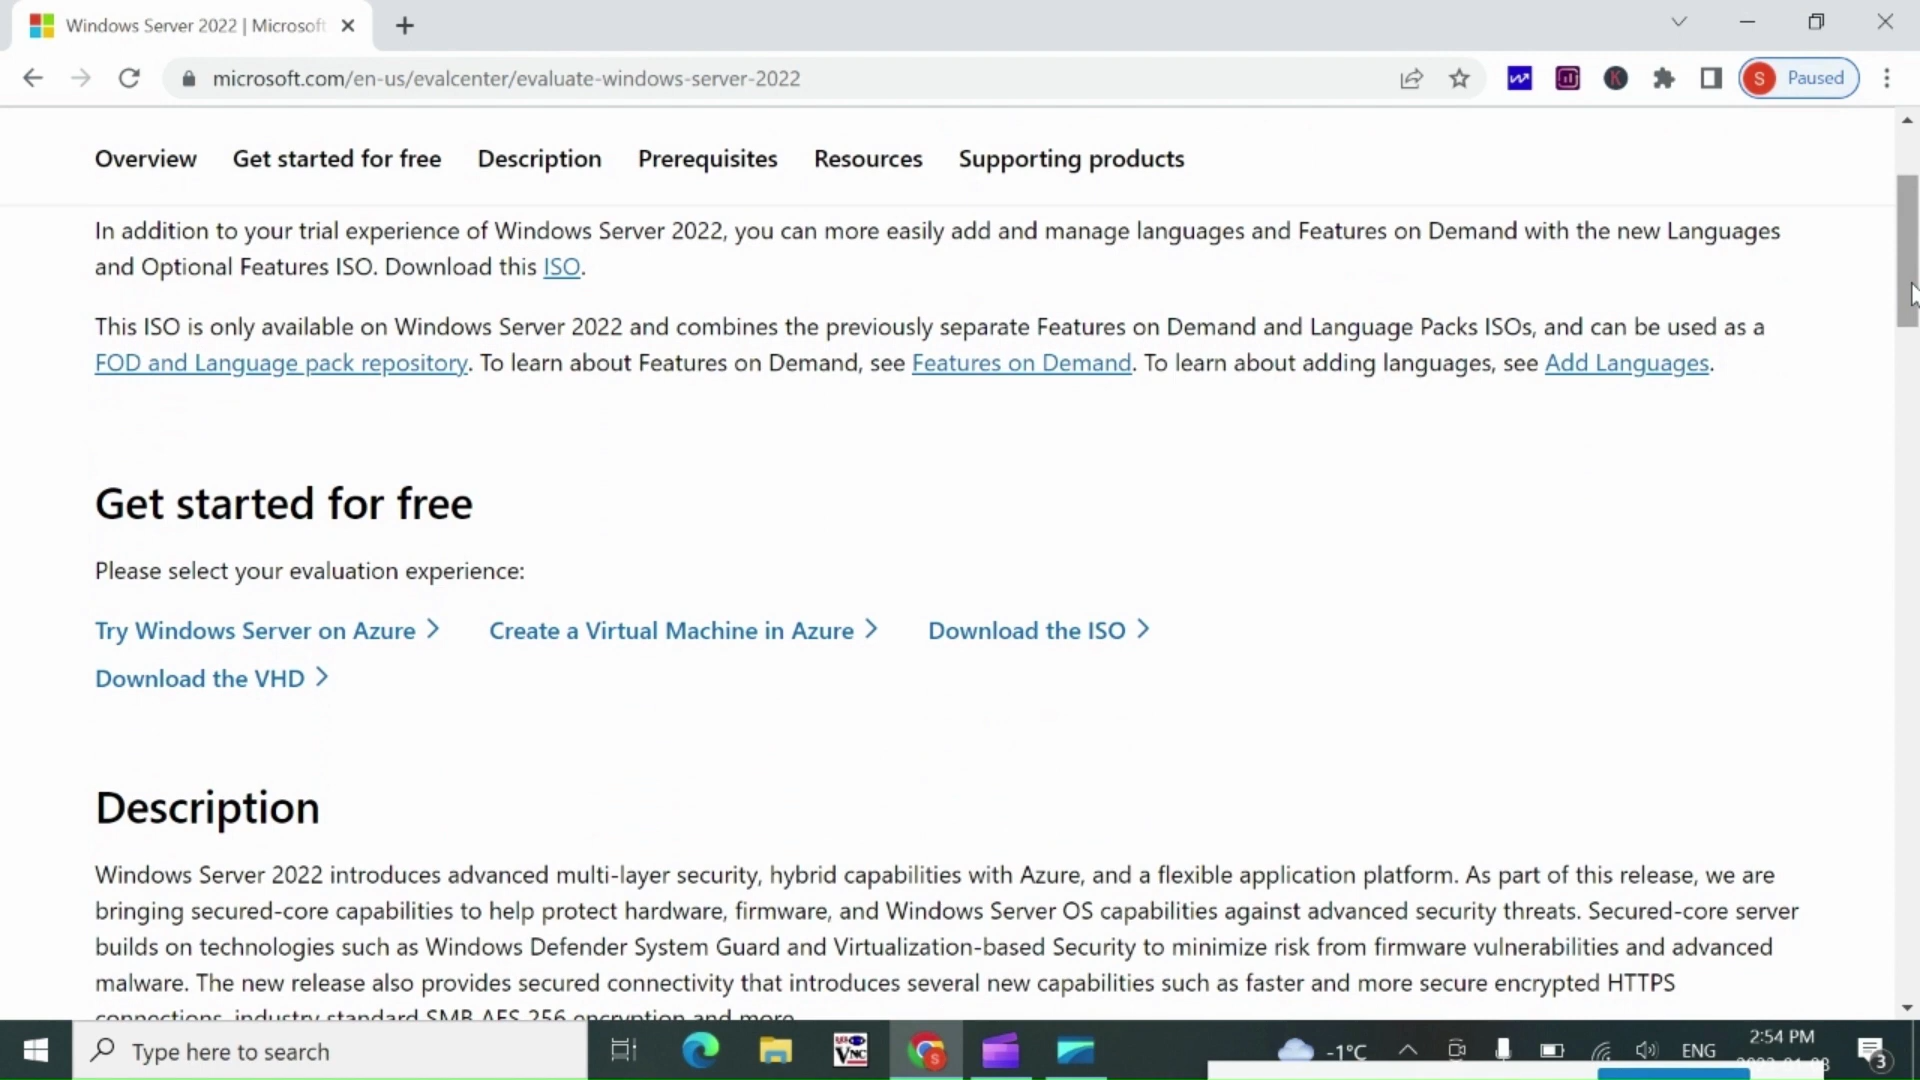 Windows Server 2022 | Microsoft
microsoft.com/en-us/evalcenter/evaluate-windows-server-2022
K
S Paused
Overview Get started for free Description Prerequisites Resources Supporting products
In addition to your trial experience of Windows Server 2022, you can more easily add and manage languages and Features on Demand with the new Languages
and Optional Features ISO. Download this ISO.
This ISO is only available on Windows Server 2022 and combines the previously separate Features on Demand and Language Packs ISOs, and can be used as a
FOD and Language pack repository. To learn about Features on Demand, see Features on Demand. To learn about adding languages, see Add Languages.
Get started for free
Please select your evaluation experience:
Try Windows Server on Azure Create a Virtual Machine in Azure Download the ISO
Download the VHD
Description
Windows Server 2022 introduces advanced multi-layer security, hybrid capabilities with Azure, and a flexible application platform. As part of this release, we are
bringing secured-core capabilities to help protect hardware, firmware, and Windows Server OS capabilities against advanced security threats. Secured-core server
builds on technologies such as Windows Defender System Guard and Virtualization-based Security to minimize risk from firmware vulnerabilities and advanced
malware. The new release also provides secured connectivity that introduces several new capabilities such as faster and more secure encrypted HTTPS
connections, industry standard SMB AES 256 encryption and more.
Type here to search
VNC
S
-1°C
ENG
2:54 PM
3